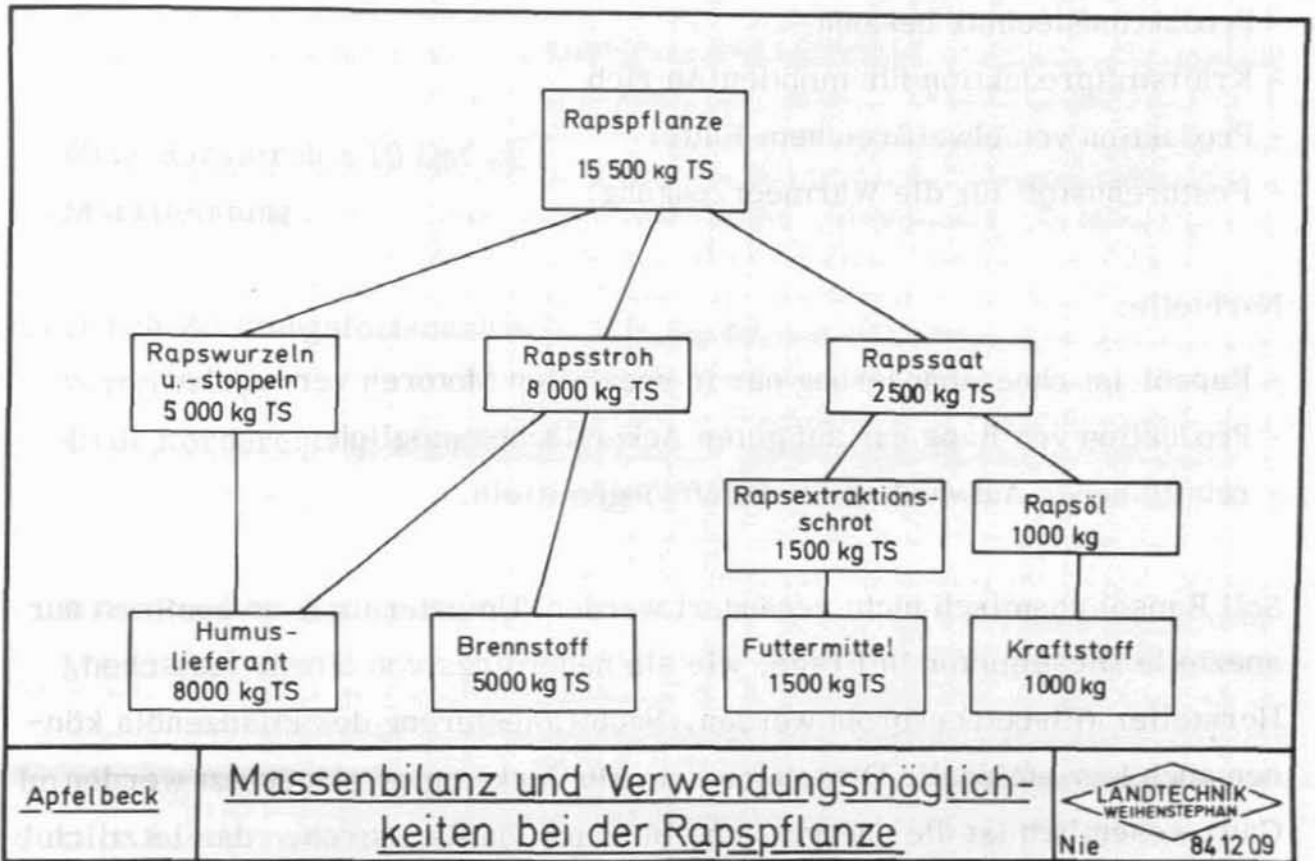 Rapspflanze
15 500 kg TS
Rapswurzeln
u.-stoppeln
5 000 kg TS
Rapsstroh
8 000 kg TS
Rapssaat
2500 kg TS
Rapsextraktions-
schrot
1500 kg TS
Rapsöl
1000 kg
Humus-
lieferant
8000 kg TS
Brennstoff
5000 kg TS
Futtermittel
1500 kg TS
Kraftstoff
1000 kg
Apfelbeck
Massenbilanz und Verwendungsmöglich-
keiten bei der Rapspflanze
LANDTECHNIK
WEIHENSTEPHAN
Nie 84 12 09